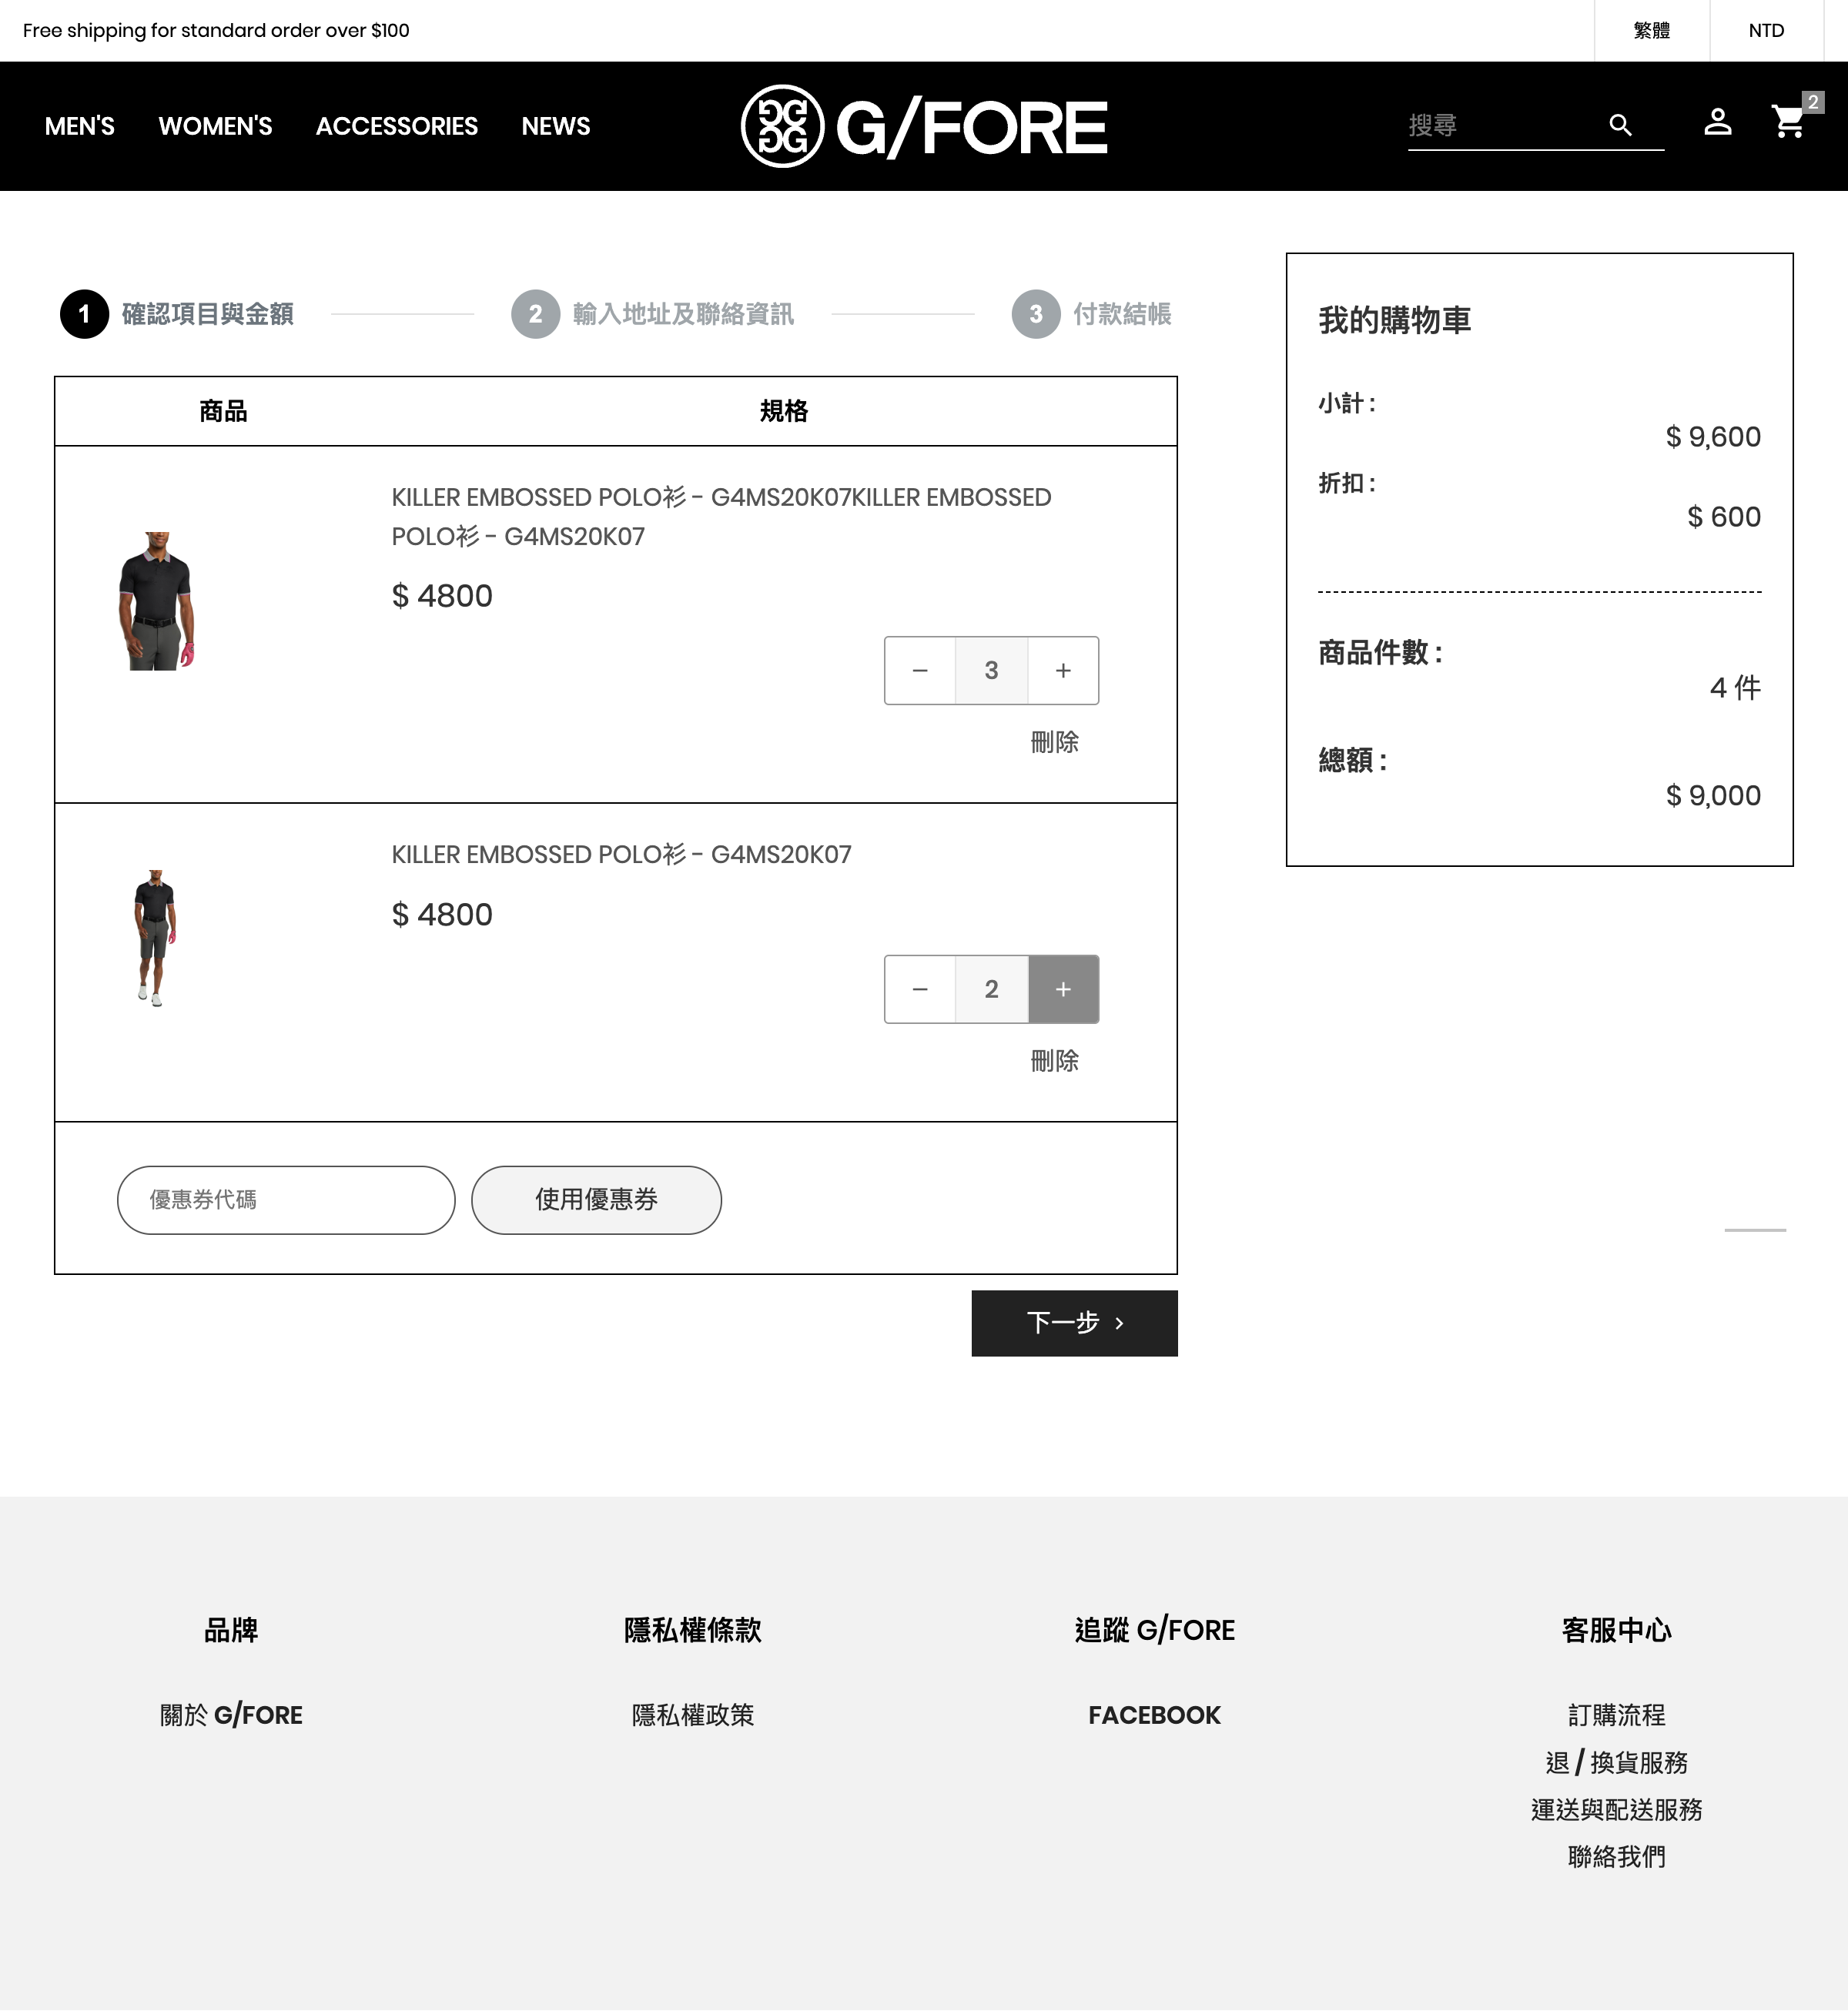 Free shipping for standard order over $100
繁體
NTD
MEN'S
WOMEN'S
ACCESSORIES
NEWS
G/FORE
搜尋
2
1 確認項目與金額
2 輸入地址及聯絡資訊
3 付款結帳
商品
規格
KILLER EMBOSSED POLO衫 - G4MS20K07KILLER EMBOSSED
POLO衫 - G4MS20K07
$ 4800
− 3 +
刪除
KILLER EMBOSSED POLO衫 - G4MS20K07
$ 4800
− 2 +
刪除
優惠券代碼
使用優惠券
下一步 ›
我的購物車
小計 :
$ 9,600
折扣 :
$ 600
商品件數 :
4 件
總額 :
$ 9,000
品牌
關於 G/FORE
隱私權條款
隱私權政策
追蹤 G/FORE
FACEBOOK
客服中心
訂購流程
退 / 換貨服務
運送與配送服務
聯絡我們